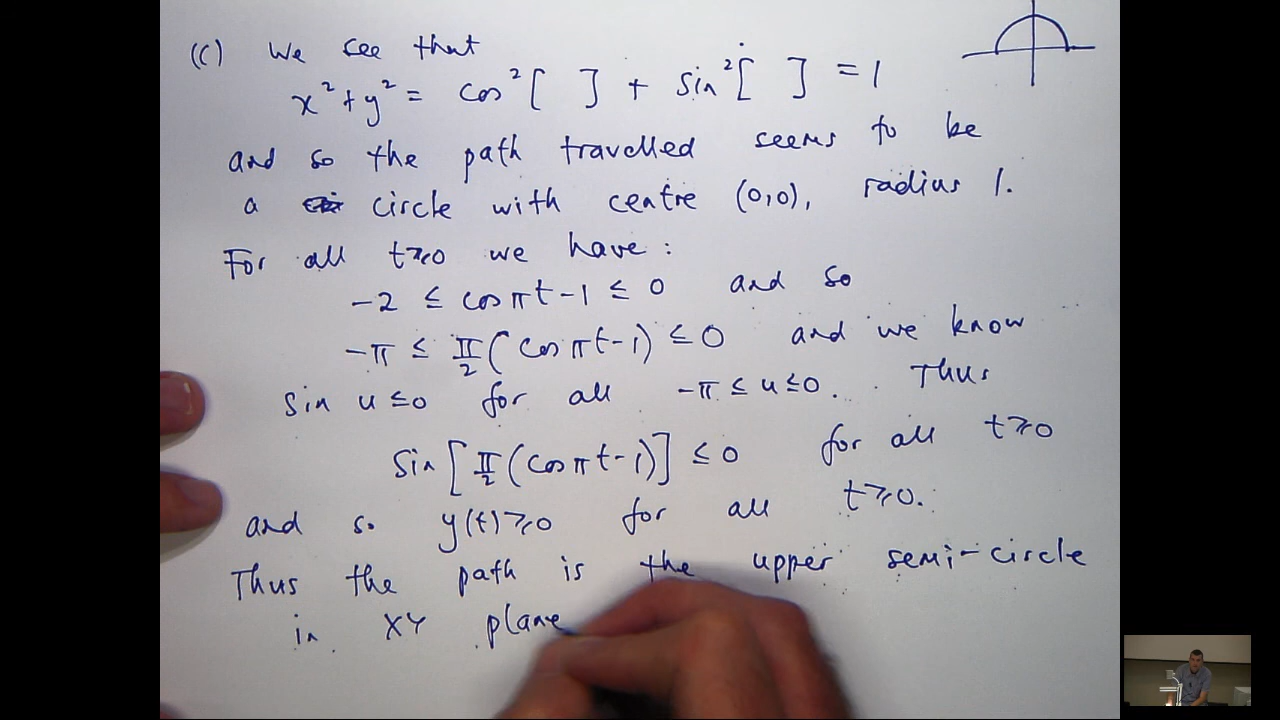 (c) We see that
x² + y² = cos²[ ] + sin²[ ] = 1
and so the path travelled seems to be
a circle with centre (0,0), radius 1.
For all t≥0 we have:
-2 ≤ cos πt-1 ≤ 0 and so
-π ≤ π/2 (cos πt-1) ≤ 0 and we know
sin u ≤0 for all -π ≤ u ≤0. Thus
sin[π/2 (cos πt-1)] ≤ 0 for all t≥0
and so y(t)≥0 for all t≥0.
Thus the path is the upper semi-circle
in XY plane